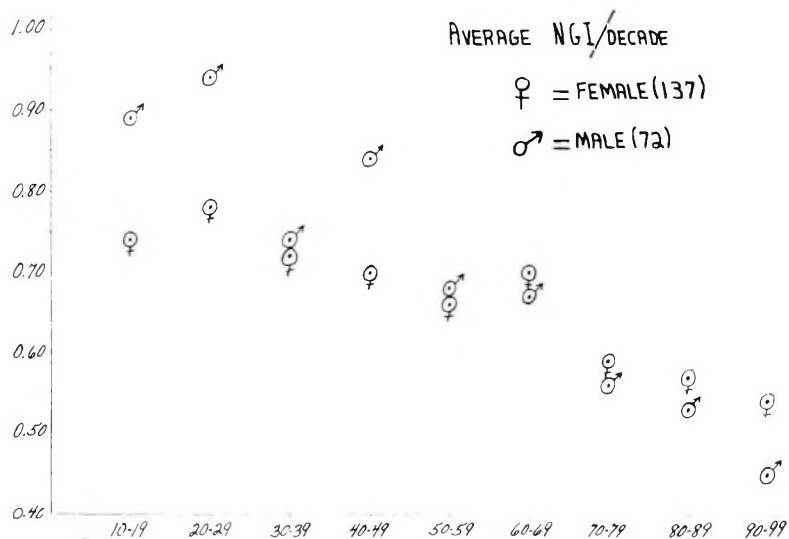 AVERAGE NGI/DECADE
♀ = FEMALE(137)
♂ = MALE(72)
1.00
0.90
0.80
0.70
0.60
0.50
0.40
10-19 20-29 30-39 40-49 50-59 60-69 70-79 80-89 90-99